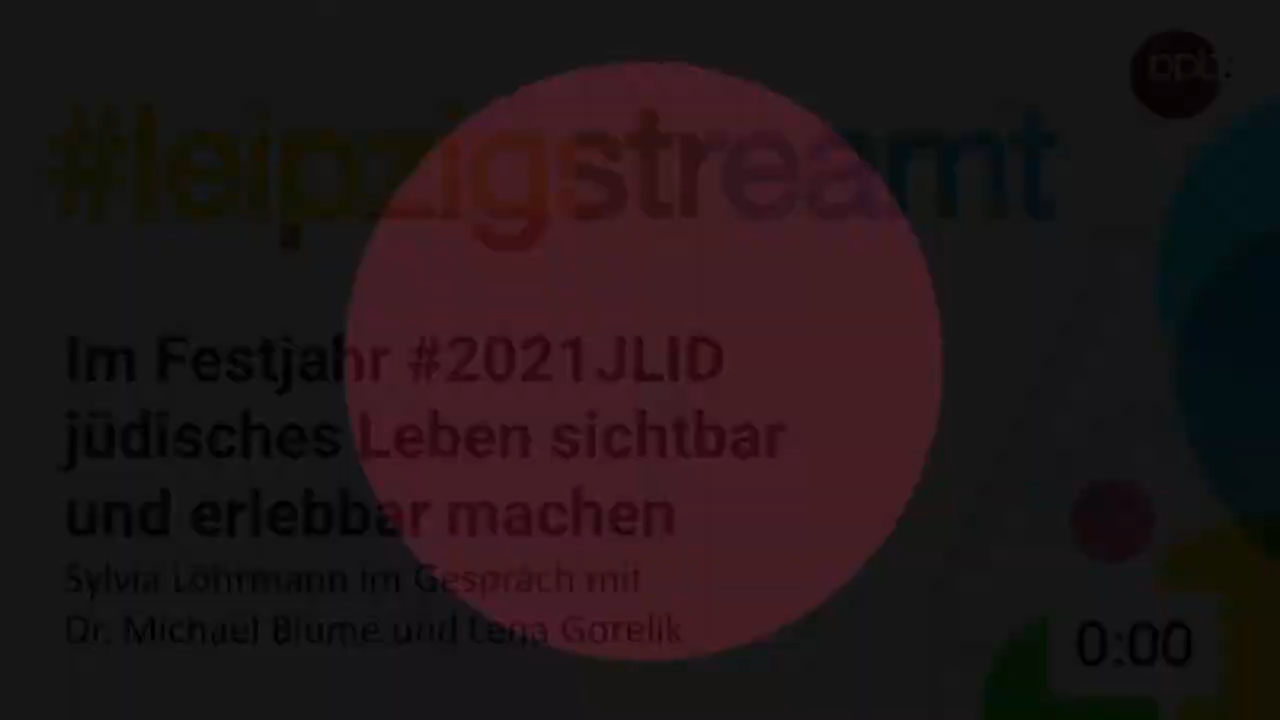 bpb:
#leipzigstreamt
Im Festjahr #2021JLID
jüdisches Leben sichtbar
und erlebbar machen
Sylvia Löhrmann im Gespräch mit
Dr. Michael Blume und Lena Gorelik
0:00